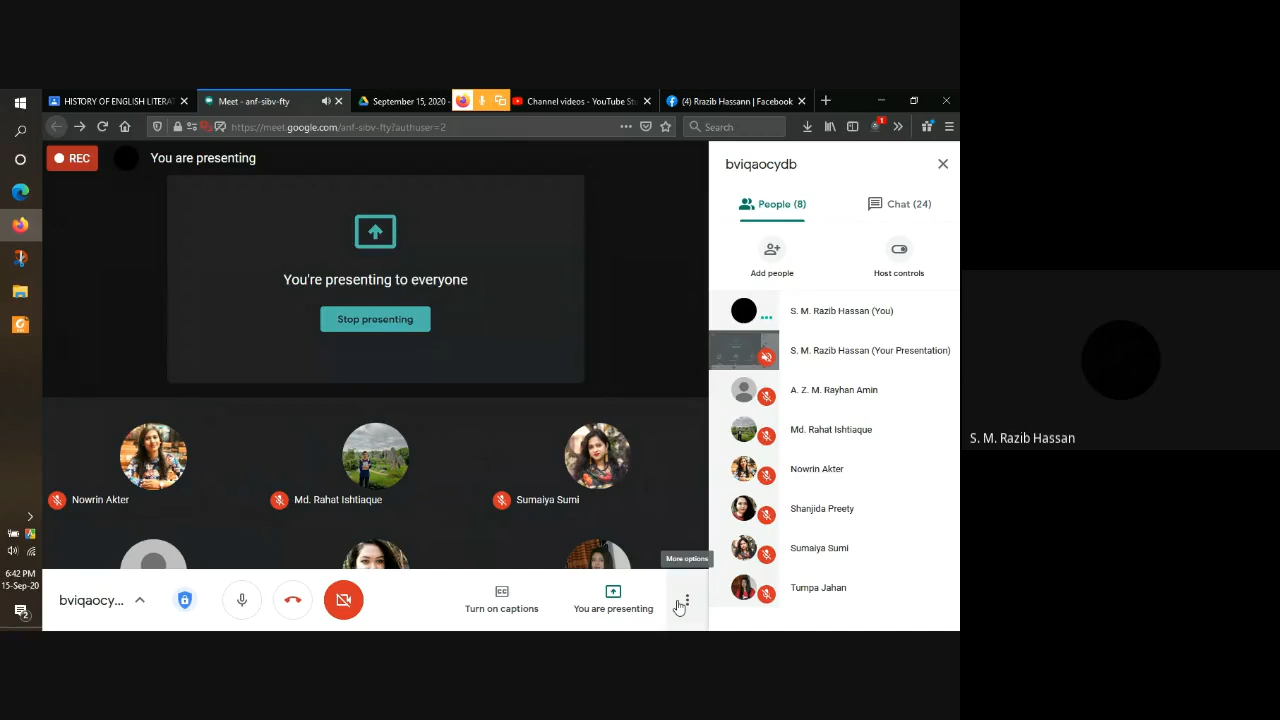 HISTORY OF ENGLISH LITERA
Meet - anf-sibv-fty
September 15, 2020 -
Channel videos - YouTube Stu
(4) Rrazib Hassann | Facebook
https://meet.google.com/anf-sibv-fty?authuser=2
Search
1
REC
You are presenting
You're presenting to everyone
Stop presenting
Nowrin Akter
Md. Rahat Ishtiaque
Sumaiya Sumi
More options
bviqaocy...
Turn on captions
You are presenting
bviqaocydb
People (8)
Chat (24)
Add people
Host controls
S. M. Razib Hassan (You)
S. M. Razib Hassan (Your Presentation)
A. Z. M. Rayhan Amin
Md. Rahat Ishtiaque
Nowrin Akter
Shanjida Preety
Sumaiya Sumi
Tumpa Jahan
6:42 PM
15-Sep-20
2
S. M. Razib Hassan